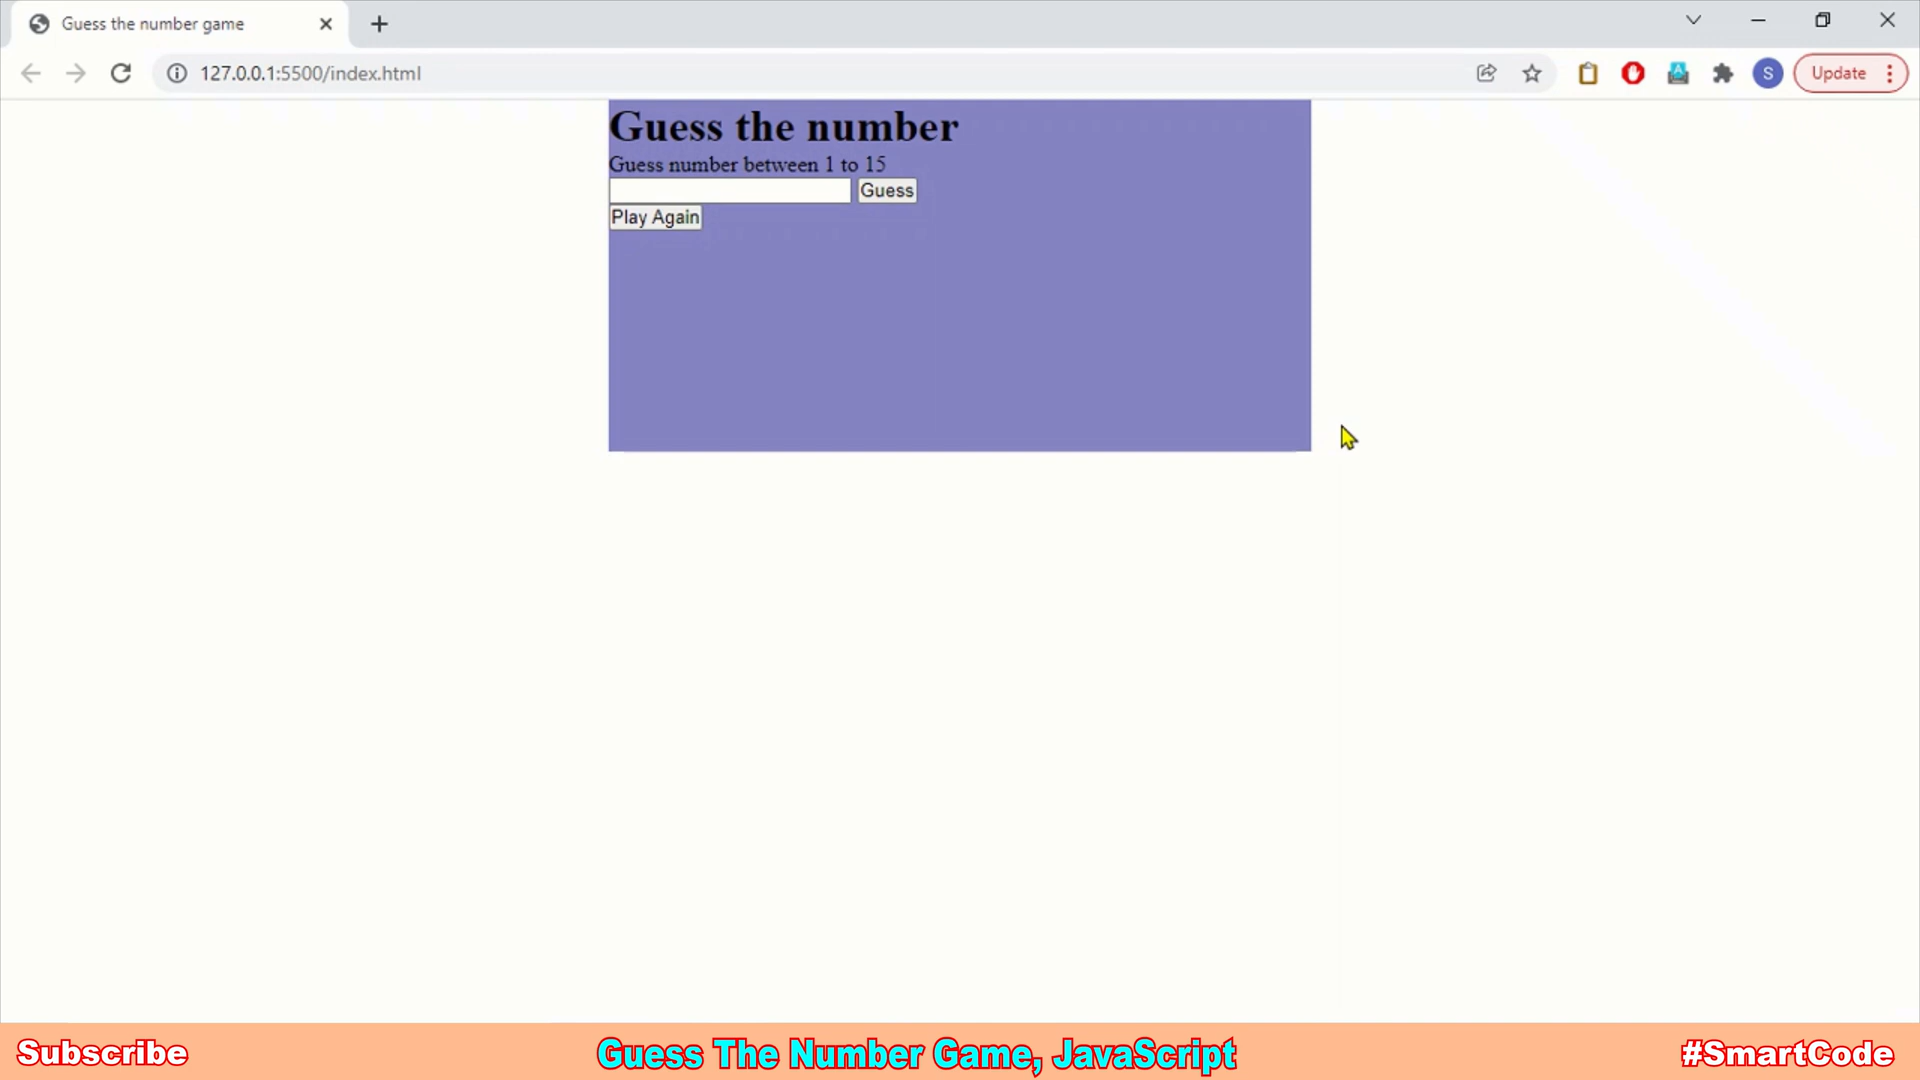 Guess the number game
127.0.0.1:5500/index.html
S
Update
Guess the number
Guess number between 1 to 15
Guess
Play Again
Subscribe
Guess The Number Game, JavaScript
#SmartCode